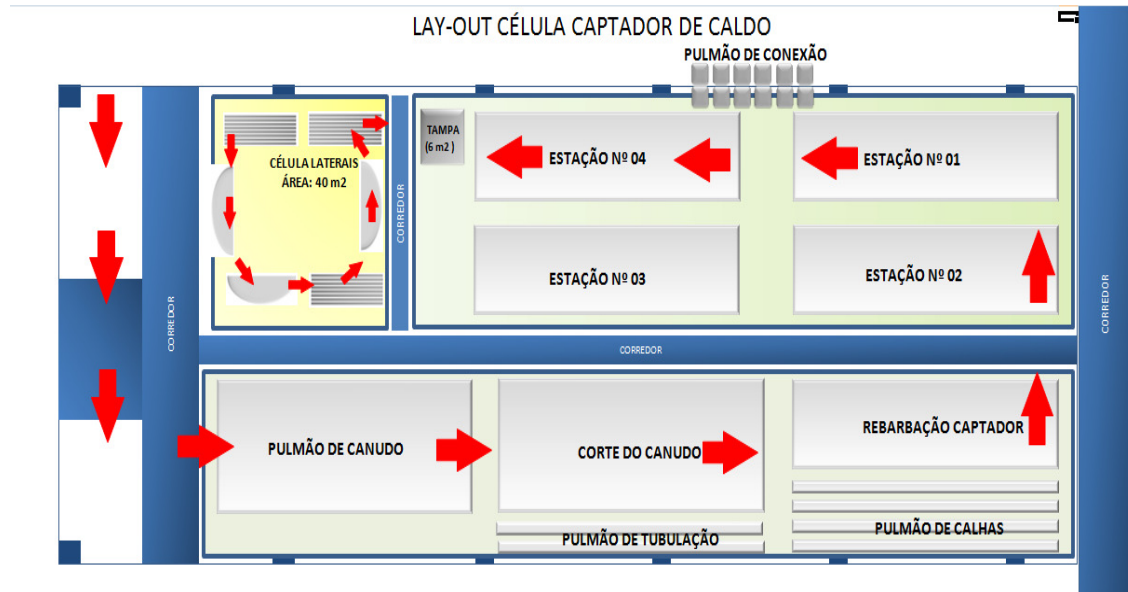 LAY-OUT CÉLULA CAPTADOR DE CALDO
PULMÃO DE CONEXÃO
TAMPA
(6 m2 )
ESTAÇÃO Nº 04
ESTAÇÃO Nº 01
CÉLULA LATERAIS
ÁREA: 40 m2
CORREDOR
ESTAÇÃO Nº 03
ESTAÇÃO Nº 02
CORREDOR
CORREDOR
CORREDOR
PULMÃO DE CANUDO
CORTE DO CANUDO
REBARBAÇÃO CAPTADOR
PULMÃO DE TUBULAÇÃO
PULMÃO DE CALHAS